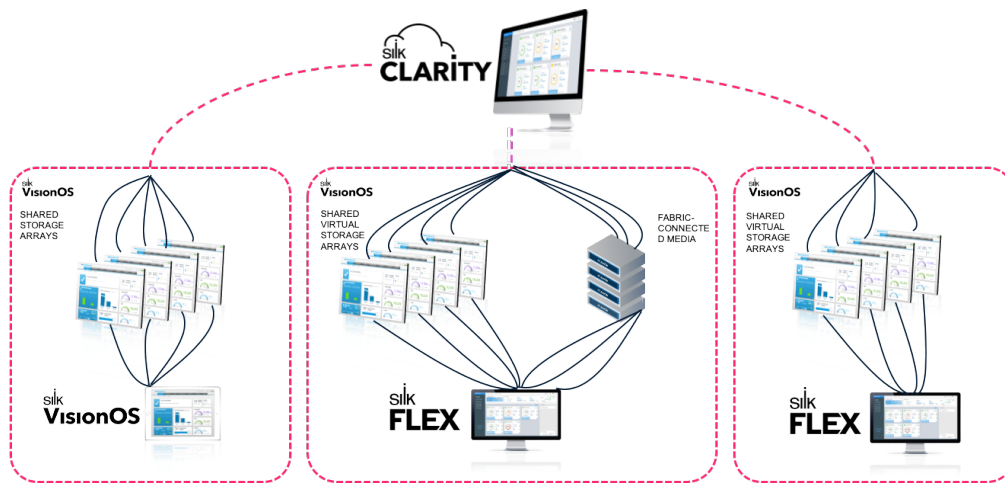 silk
CLARITY
silk
VISIONOS
SHARED
STORAGE
ARRAYS
silk
VISIONOS
silk
VISIONOS
SHARED
VIRTUAL
STORAGE
ARRAYS
FABRIC-
CONNECTE
D MEDIA
silk
FLEX
silk
VISIONOS
SHARED
VIRTUAL
STORAGE
ARRAYS
silk
FLEX